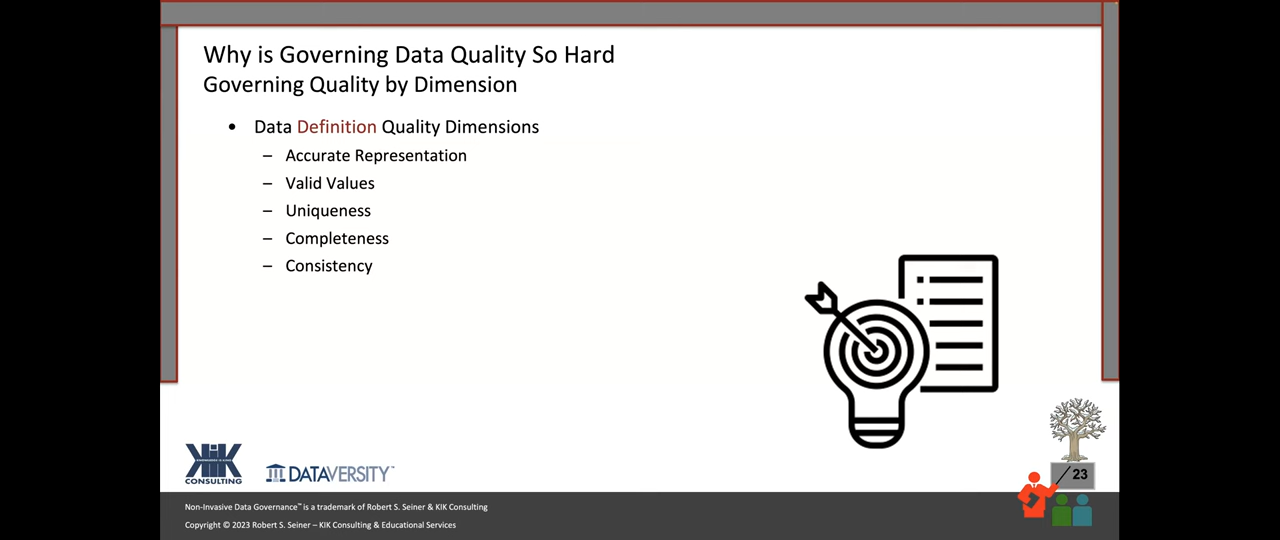 Why is Governing Data Quality So Hard
Governing Quality by Dimension
• Data Definition Quality Dimensions
– Accurate Representation
– Valid Values
– Uniqueness
– Completeness
– Consistency
KIK
CONSULTING
DATAVERSITY™
23
Non-Invasive Data Governance™ is a trademark of Robert S. Seiner & KIK Consulting
Copyright © 2023 Robert S. Seiner – KIK Consulting & Educational Services